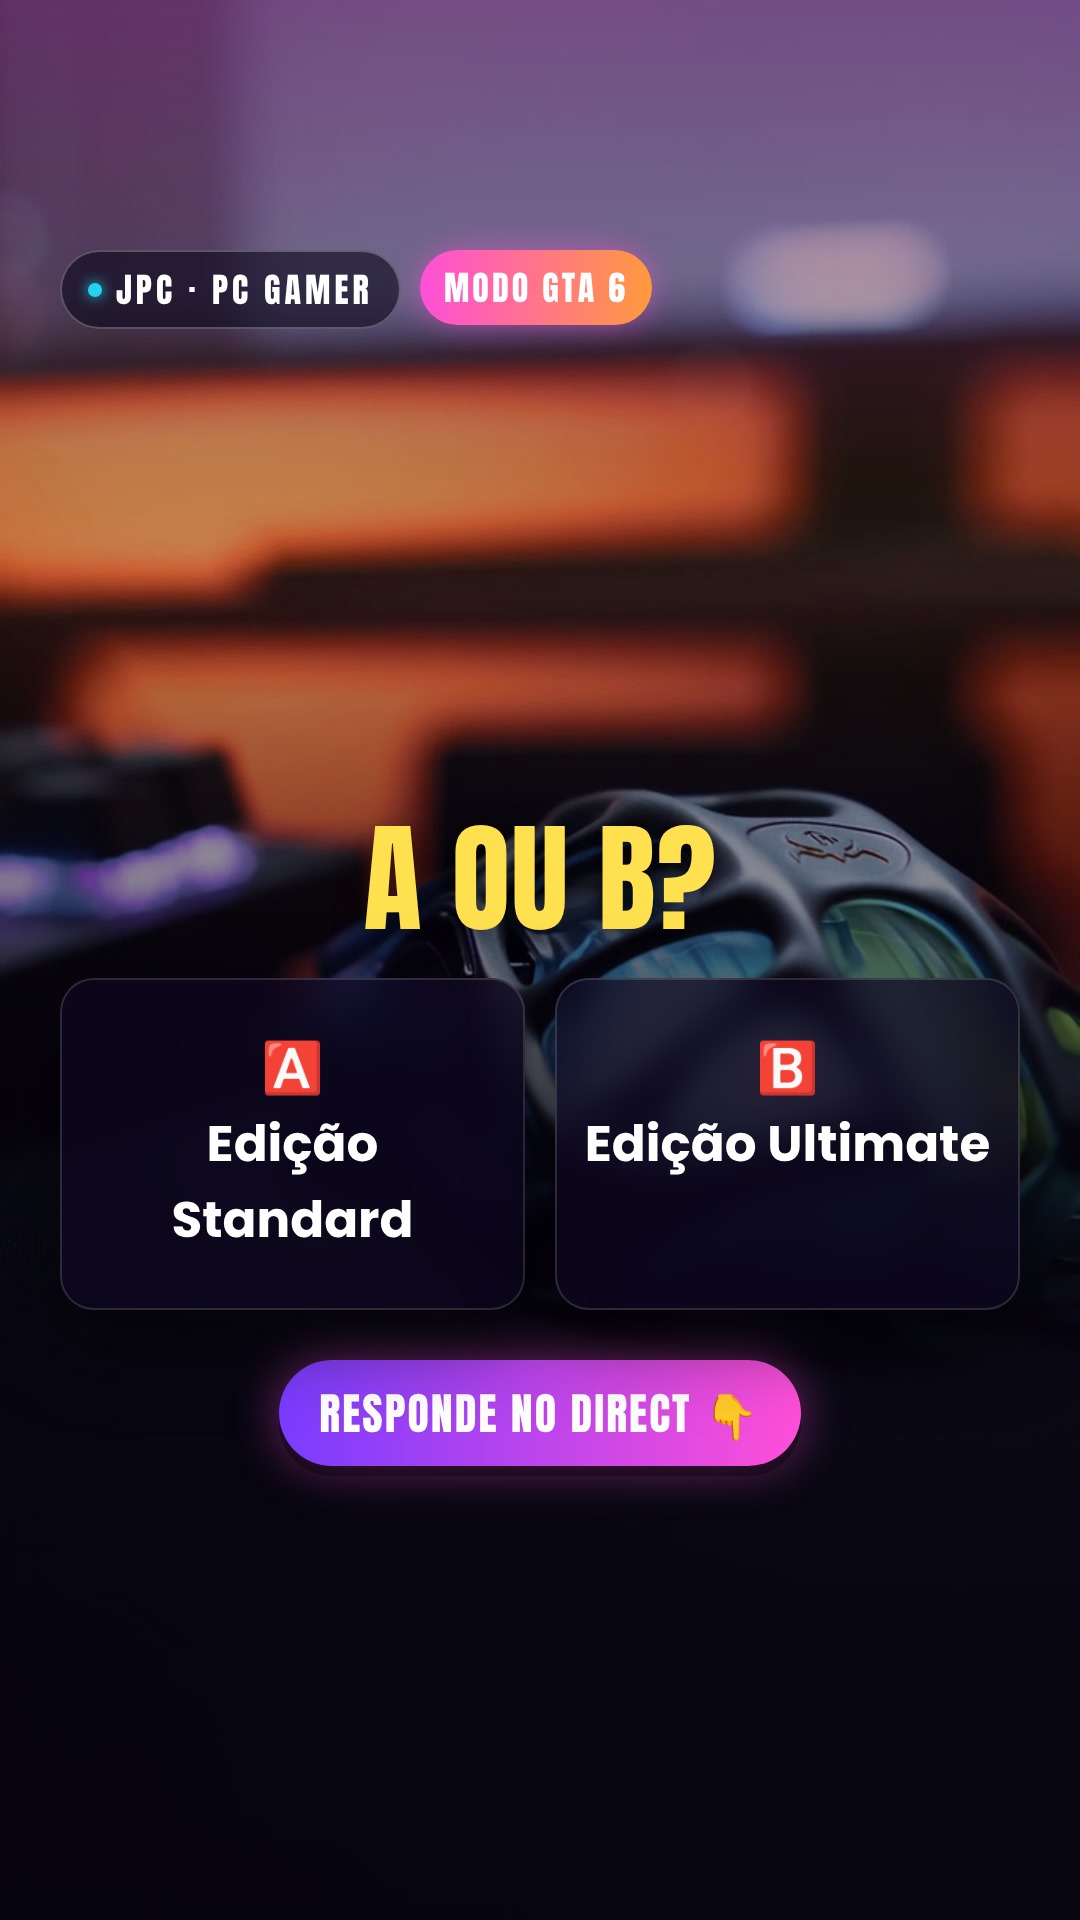 JPC · PC GAMER
MODO GTA 6
A OU B?
🅰️
Edição
Standard
🅱️
Edição Ultimate
RESPONDE NO DIRECT 👇